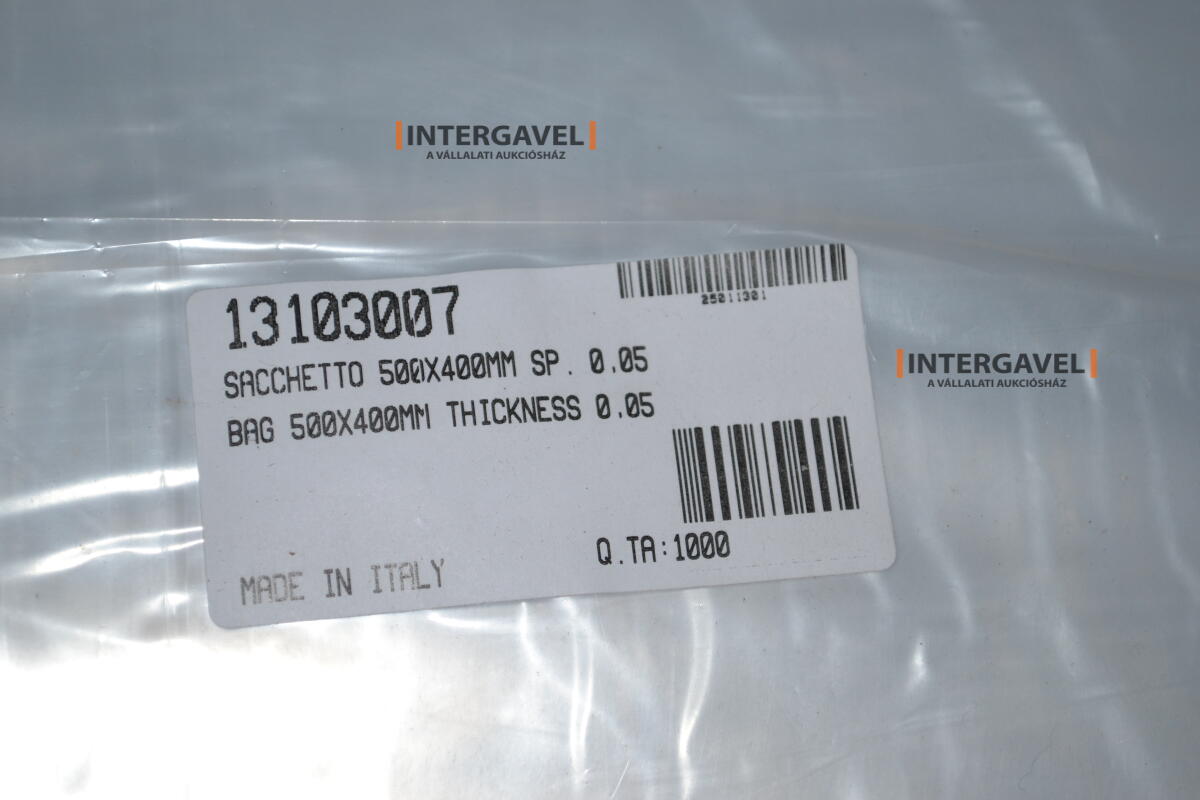 INTERGAVEL
A VÁLLALATI AUKCIÓSHÁZ
13103007
25011301
SACCHETTO 500X400MM SP. 0.05
BAG 500X400MM THICKNESS 0.05
INTERGAVEL
A VÁLLALATI AUKCIÓSHÁZ
Q.TA:1000
MADE IN ITALY